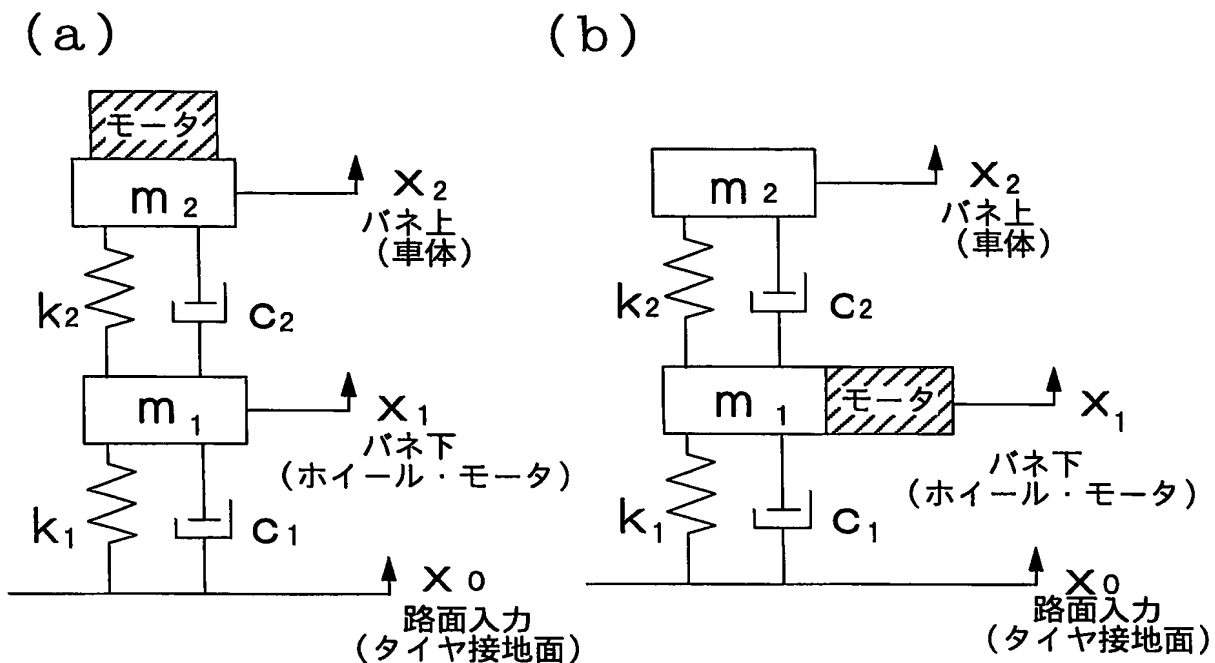 (a)
モータ
m2
x2
バネ上
(車体)
k2
c2
m1
x1
バネ下
(ホイール・モータ)
k1
c1
x0
路面入力
(タイヤ接地面)
(b)
m2
x2
バネ上
(車体)
k2
c2
m1
モータ
x1
バネ下
(ホイール・モータ)
k1
c1
x0
路面入力
(タイヤ接地面)